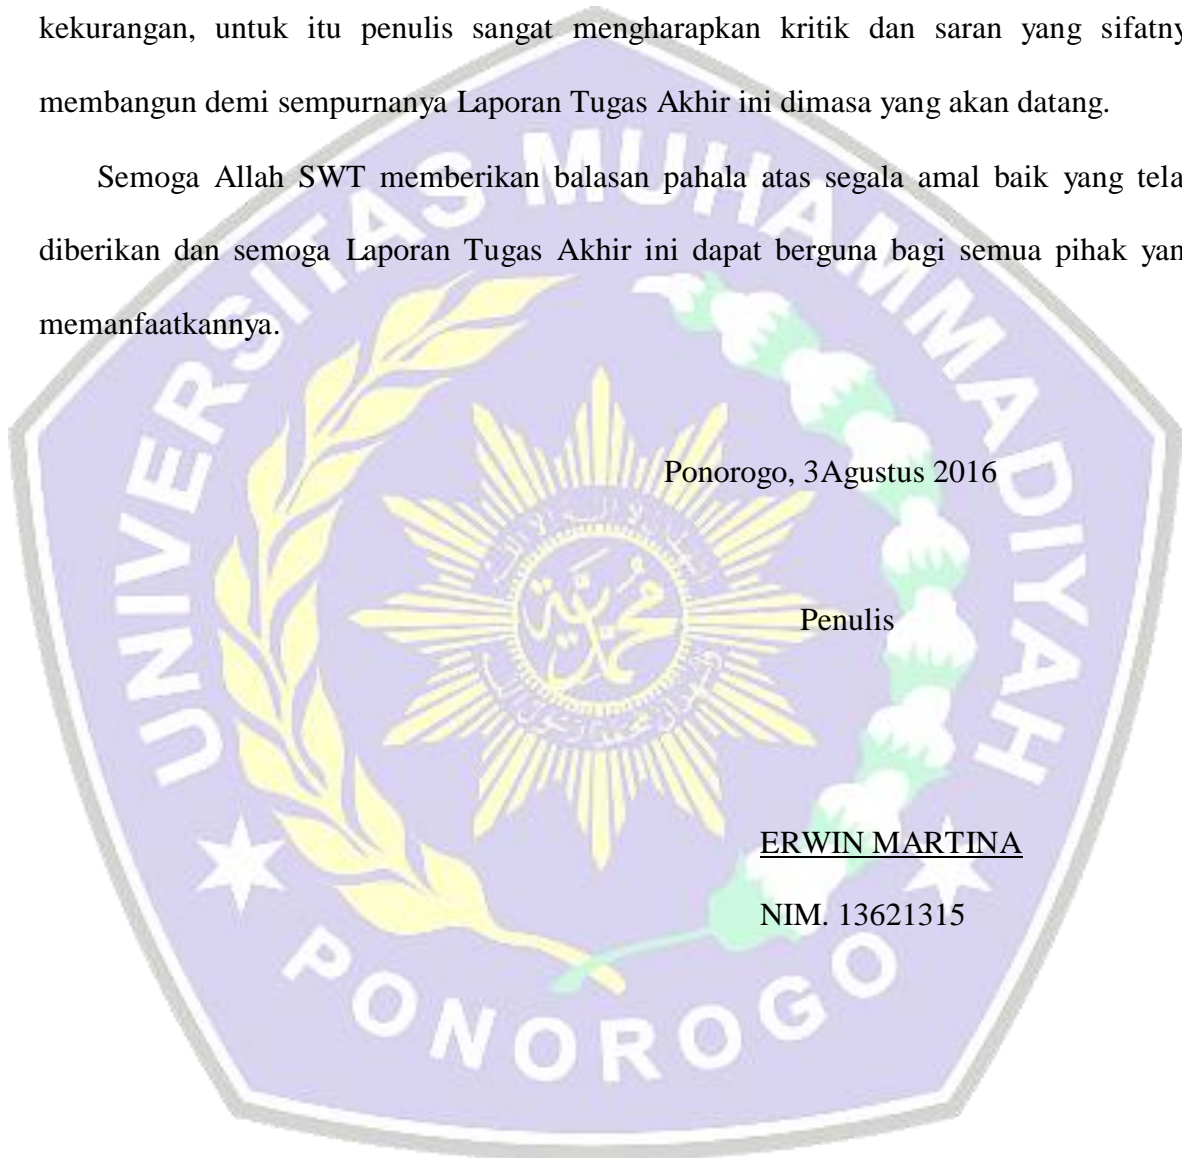 kekurangan, untuk itu penulis sangat mengharapkan kritik dan saran yang sifatny
membangun demi sempurnanya Laporan Tugas Akhir ini dimasa yang akan datang.
Semoga Allah SWT memberikan balasan pahala atas segala amal baik yang tela
diberikan dan semoga Laporan Tugas Akhir ini dapat berguna bagi semua pihak yan
memanfaatkannya.
Ponorogo, 3Agustus 2016
Penulis
ERWIN MARTINA
NIM. 13621315
UNIVERSITAS MUHAMMADIYAH
PONOROGO
محمدية